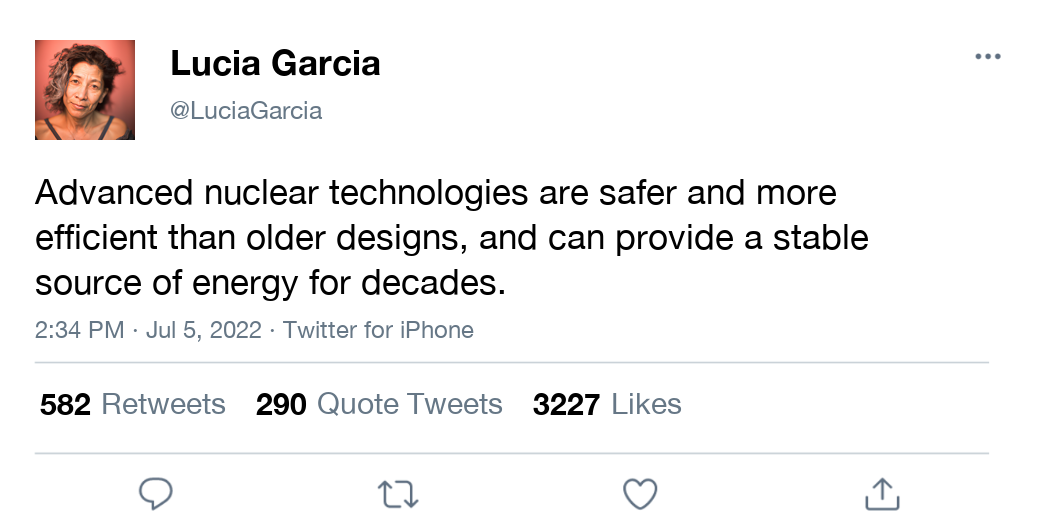 Lucia Garcia
@LuciaGarcia
Advanced nuclear technologies are safer and more
efficient than older designs, and can provide a stable
source of energy for decades.
2:34 PM · Jul 5, 2022 · Twitter for iPhone
582 Retweets 290 Quote Tweets 3227 Likes